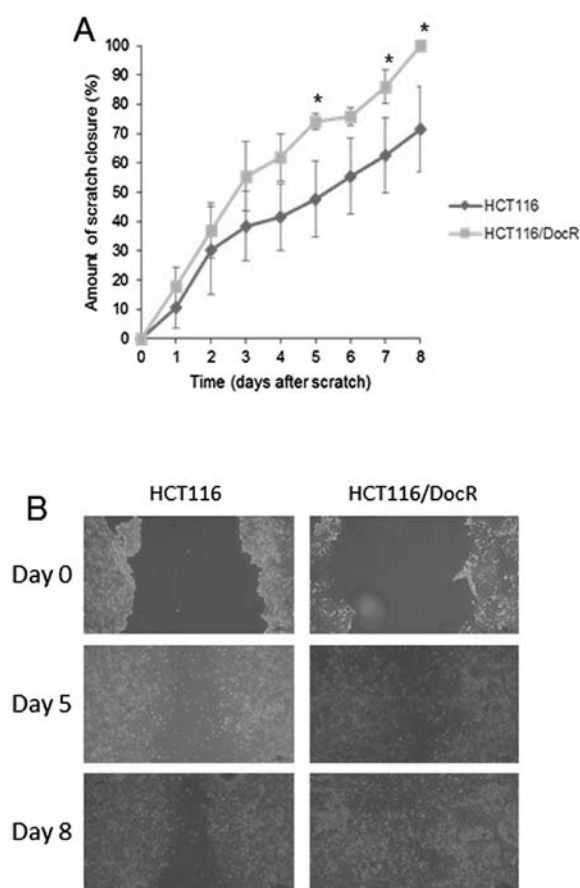 A
Amount of scratch closure (%)
100
90
80
70
60
50
40
30
20
10
0
* * *
0 1 2 3 4 5 6 7 8
Time (days after scratch)
HCT116
HCT116/DocR
B
HCT116 HCT116/DocR
Day 0
Day 5
Day 8